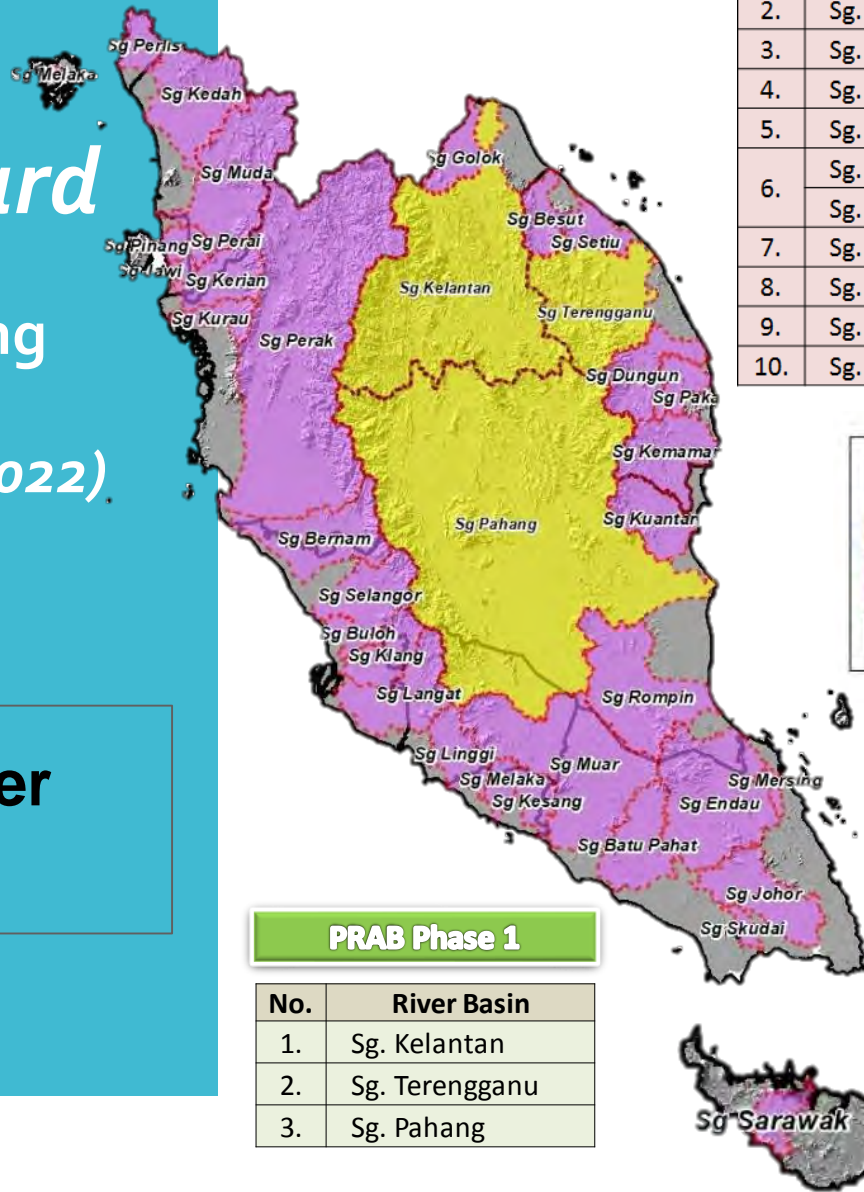 urd
ng
022)
er
Sg Perlis
Sg Melaka
Sg Kedah
Sg Muda
Sg Golok
Sg Besut
Sg Pinang
Sg Perai
Sg Setiu
Sg Jawi
Sg Kerian
Sg Kelantan
Sg Kurau
Sg Terengganu
Sg Perak
Sg Dungun
Sg Paka
Sg Kemaman
Sg Kuantan
Sg Pahang
Sg Bernam
Sg Selangor
Sg Buloh
Sg Klang
Sg Langat
Sg Rompin
Sg Linggi
Sg Muar
Sg Melaka
Sg Mersing
Sg Kesang
Sg Endau
Sg Batu Pahat
Sg Johor
Sg Skudai
Sg Sarawak
2. Sg.
3. Sg.
4. Sg.
5. Sg.
6. Sg.
Sg.
7. Sg.
8. Sg.
9. Sg.
10. Sg.
PRAB Phase 1
No. River Basin
1. Sg. Kelantan
2. Sg. Terengganu
3. Sg. Pahang